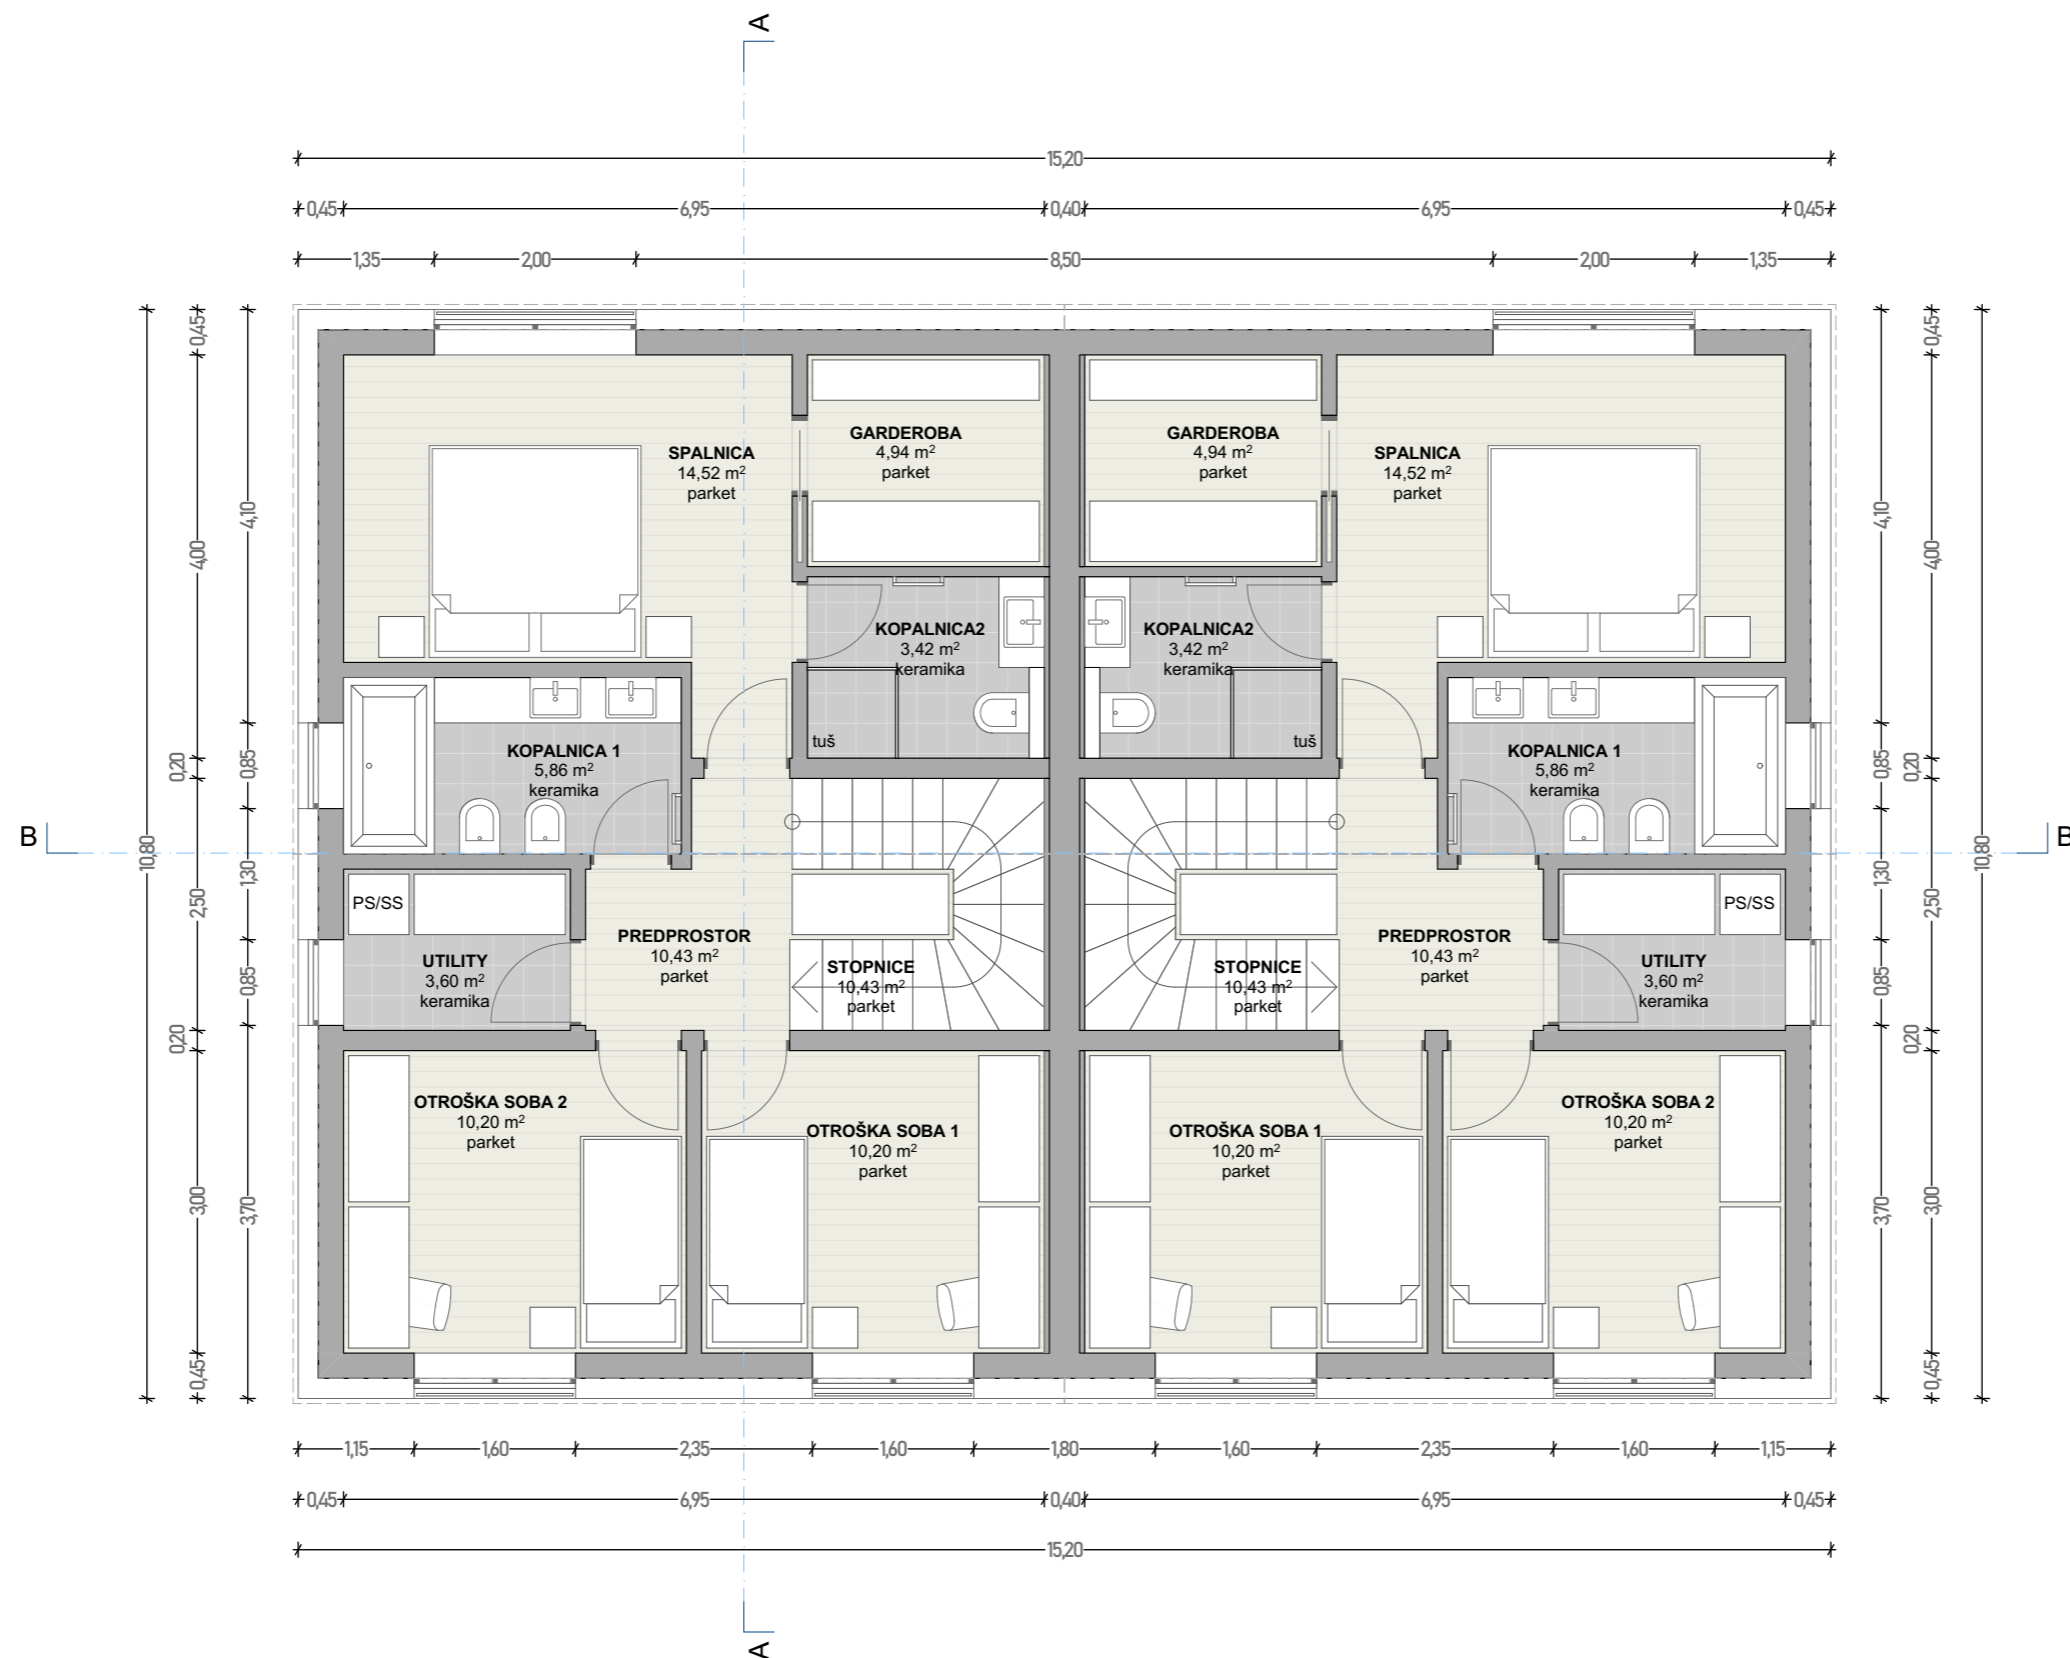 A
15,20
0,45
6,95
0,40
6,95
0,45
1,35
2,00
8,50
2,00
1,35
SPALNICA
14,52 m²
parket
GARDEROBA
4,94 m²
parket
GARDEROBA
4,94 m²
parket
SPALNICA
14,52 m²
parket
KOPALNICA2
3,42 m²
keramika
tuš
KOPALNICA2
3,42 m²
keramika
tuš
KOPALNICA 1
5,86 m²
keramika
KOPALNICA 1
5,86 m²
keramika
B
B
PS/SS
UTILITY
3,60 m²
keramika
PREDPROSTOR
10,43 m²
parket
STOPNICE
10,43 m²
parket
STOPNICE
10,43 m²
parket
PREDPROSTOR
10,43 m²
parket
PS/SS
UTILITY
3,60 m²
keramika
OTROŠKA SOBA 2
10,20 m²
parket
OTROŠKA SOBA 1
10,20 m²
parket
OTROŠKA SOBA 1
10,20 m²
parket
OTROŠKA SOBA 2
10,20 m²
parket
10,80
0,45
4,00
0,20
2,50
0,20
3,00
0,45
4,10
0,85
1,30
0,85
3,70
4,10
0,85
1,30
0,85
3,70
0,45
4,00
0,20
2,50
0,20
3,00
0,45
10,80
1,15
1,60
2,35
1,60
1,80
1,60
2,35
1,60
1,15
0,45
6,95
0,40
6,95
0,45
15,20
A